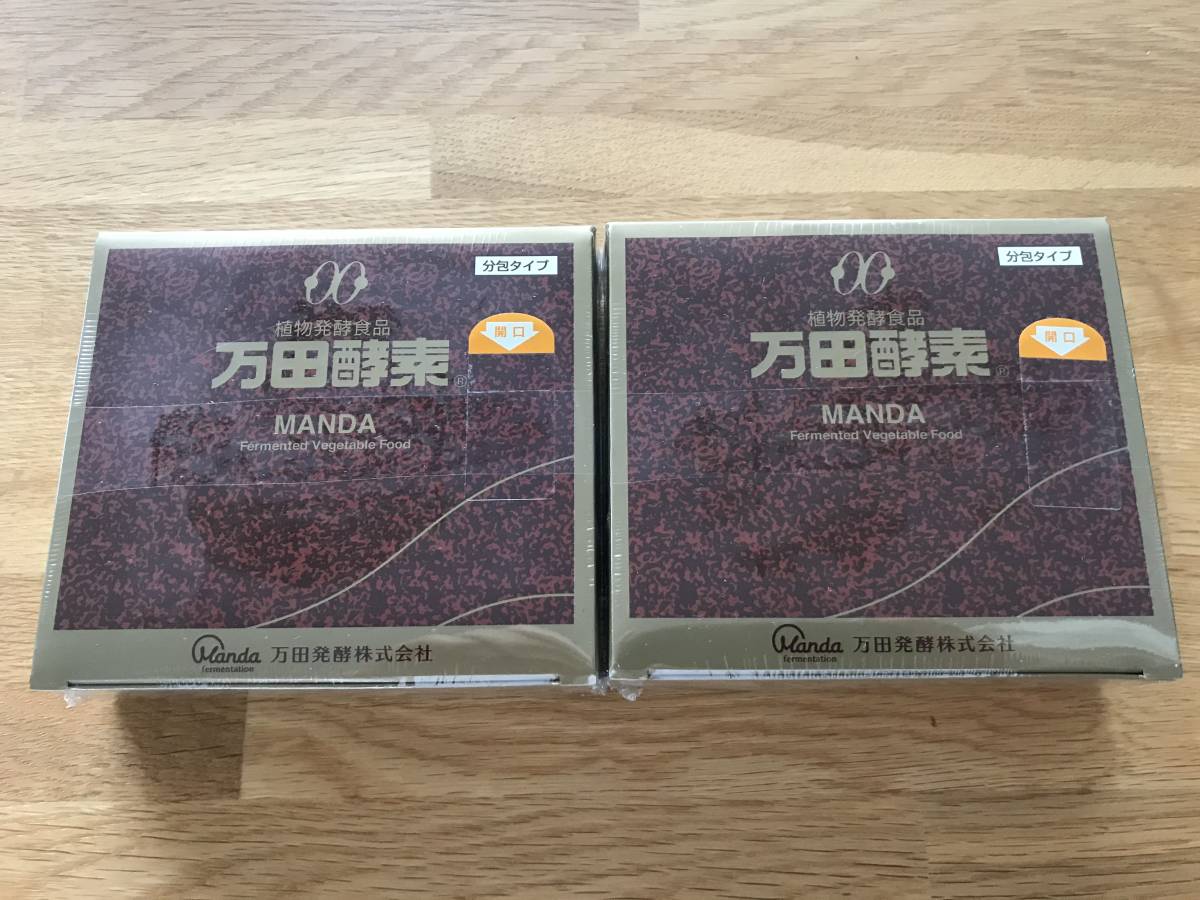 分包タイプ
植物発酵食品
開口
万田酵素®
MANDA
Fermented Vegetable Food
Manda
fermentation
万田発酵株式会社
分包タイプ
植物発酵食品
開口
万田酵素®
MANDA
Fermented Vegetable Food
Manda
fermentation
万田発酵株式会社